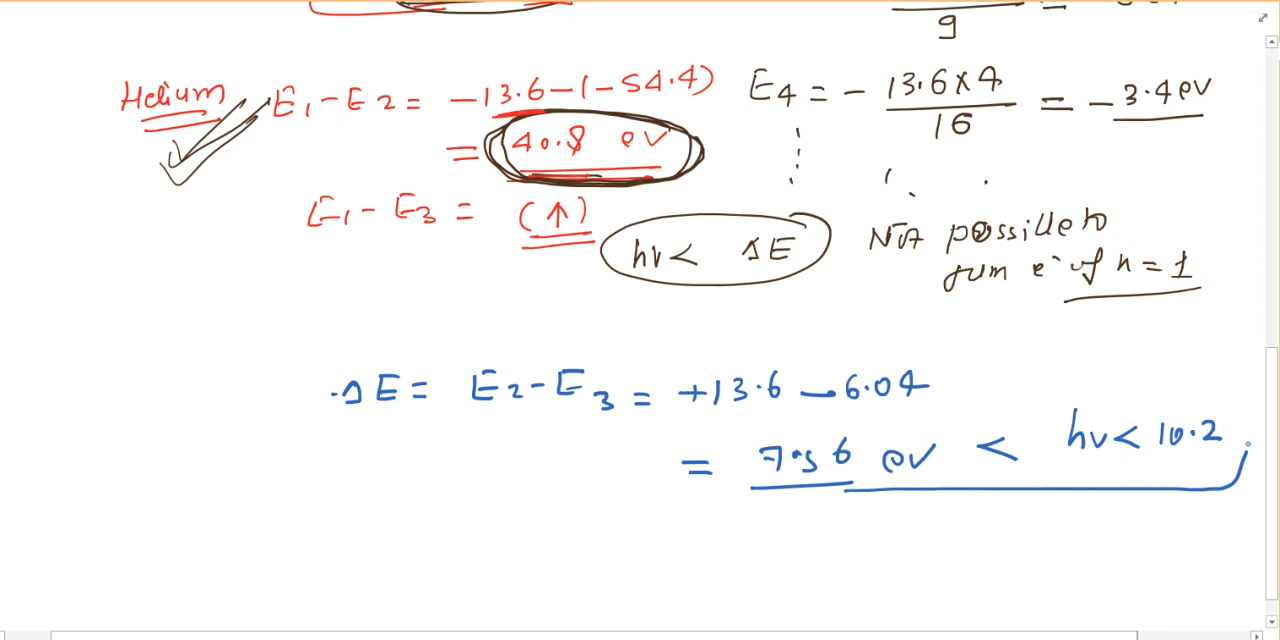 9 =
Helium E1 - E2 = -13.6 - (-54.4)
= 40.8 eV
E1 - E3 = (↑)
E4 = - 13.6 x 4 / 16 = - 3.4 eV
hν < ΔE
Not possible to
jump e⁻ of n = 1
ΔE = E2 - E3 = +13.6 - 6.04
= 7.56 eV < hν < 10.2